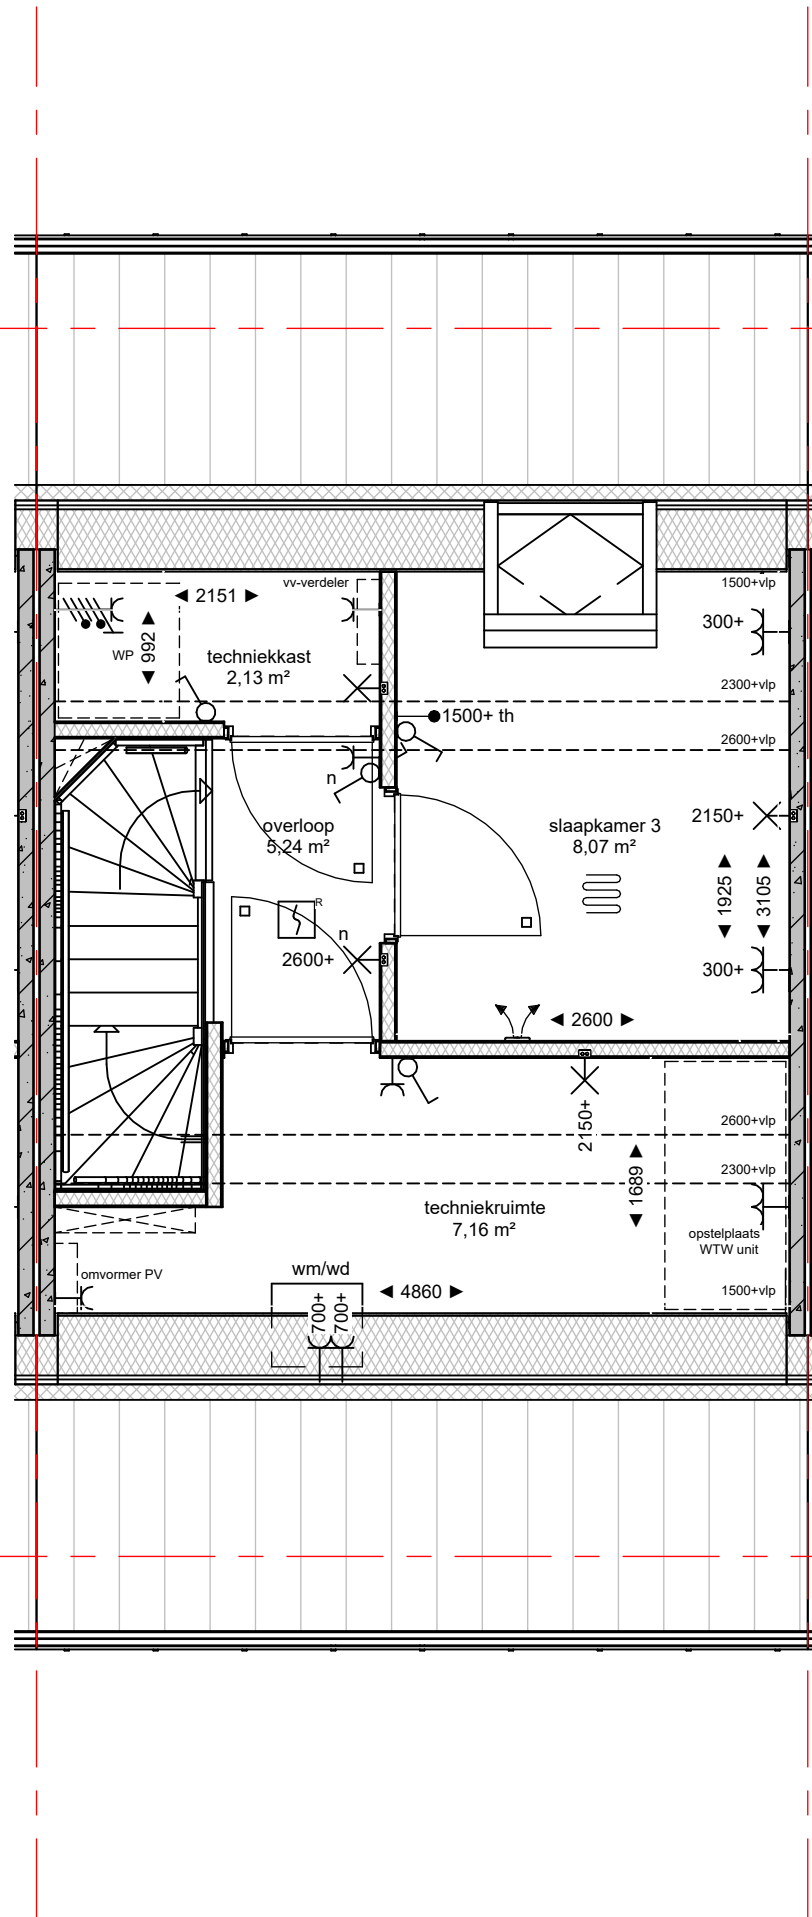 vv-verdeler
1500+vlp
◄ 2151 ►
300+
◄ 992 ►
WP
techniekkast
2,13 m²
2300+vlp
1500+ th
2600+vlp
n
overloop
5,24 m²
slaapkamer 3
8,07 m²
2150+
◄ 1925 ►
◄ 3105 ►
R
n
2600+
300+
◄ 2600 ►
2150+
2600+vlp
2300+vlp
◄ 1689 ►
techniekruimte
7,16 m²
opstelplaats
WTW unit
omvormer PV
wm/wd
◄ 4860 ►
1500+vlp
700+
700+